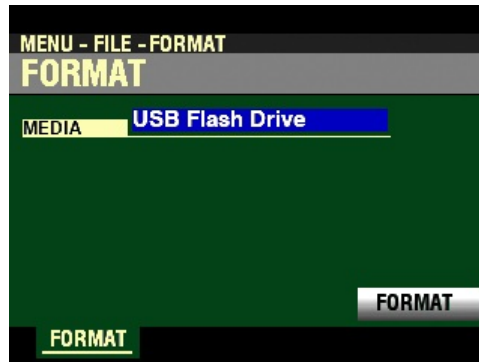 MENU - FILE - FORMAT
FORMAT
MEDIA USB Flash Drive
FORMAT
FORMAT